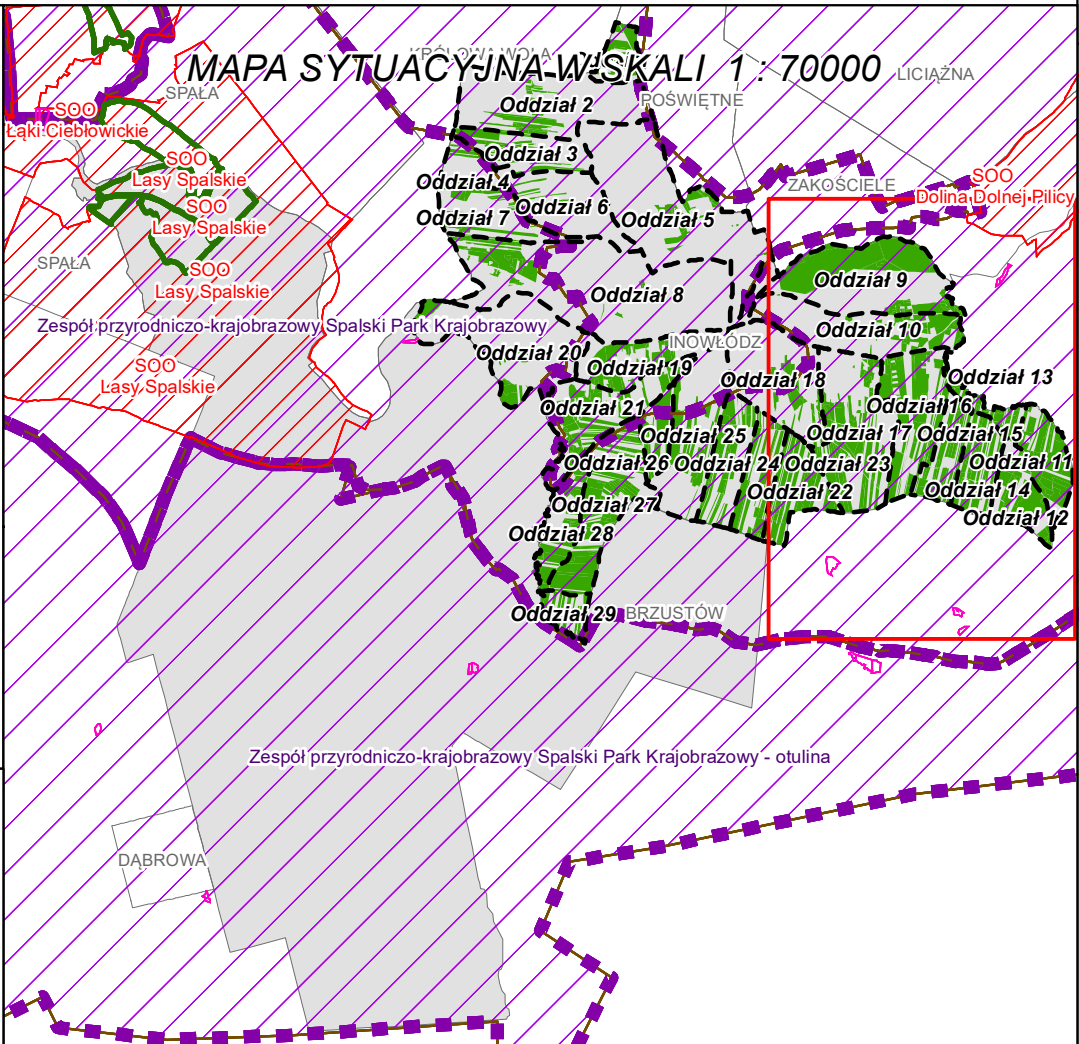 KRÓLOWA WOLA
MAPA SYTUACYJNA W SKALI 1 : 70000
LICIĄŻNA
SPAŁA
POŚWIĘTNE
SOO
Łąki Ciebłowickie
SOO
Lasy Spalskie
SOO
Lasy Spalskie
SOO
Lasy Spalskie
SPAŁA
SOO
Lasy Spalskie
ZAKOŚCIELE
SOO
Dolina Dolnej Pilicy
Oddział 2
Oddział 3
Oddział 4
Oddział 6
Oddział 7
Oddział 5
Oddział 9
Oddział 8
Zespół przyrodniczo-krajobrazowy Spalski Park Krajobrazowy
Oddział 10
INOWŁÓDZ
Oddział 20
Oddział 19
Oddział 18
Oddział 13
Oddział 21
Oddział 16
Oddział 25
Oddział 17
Oddział 15
Oddział 26
Oddział 24
Oddział 23
Oddział 11
Oddział 22
Oddział 14
Oddział 27
Oddział 12
Oddział 28
Oddział 29
BRZUSTÓW
Zespół przyrodniczo-krajobrazowy Spalski Park Krajobrazowy - otulina
DĄBROWA